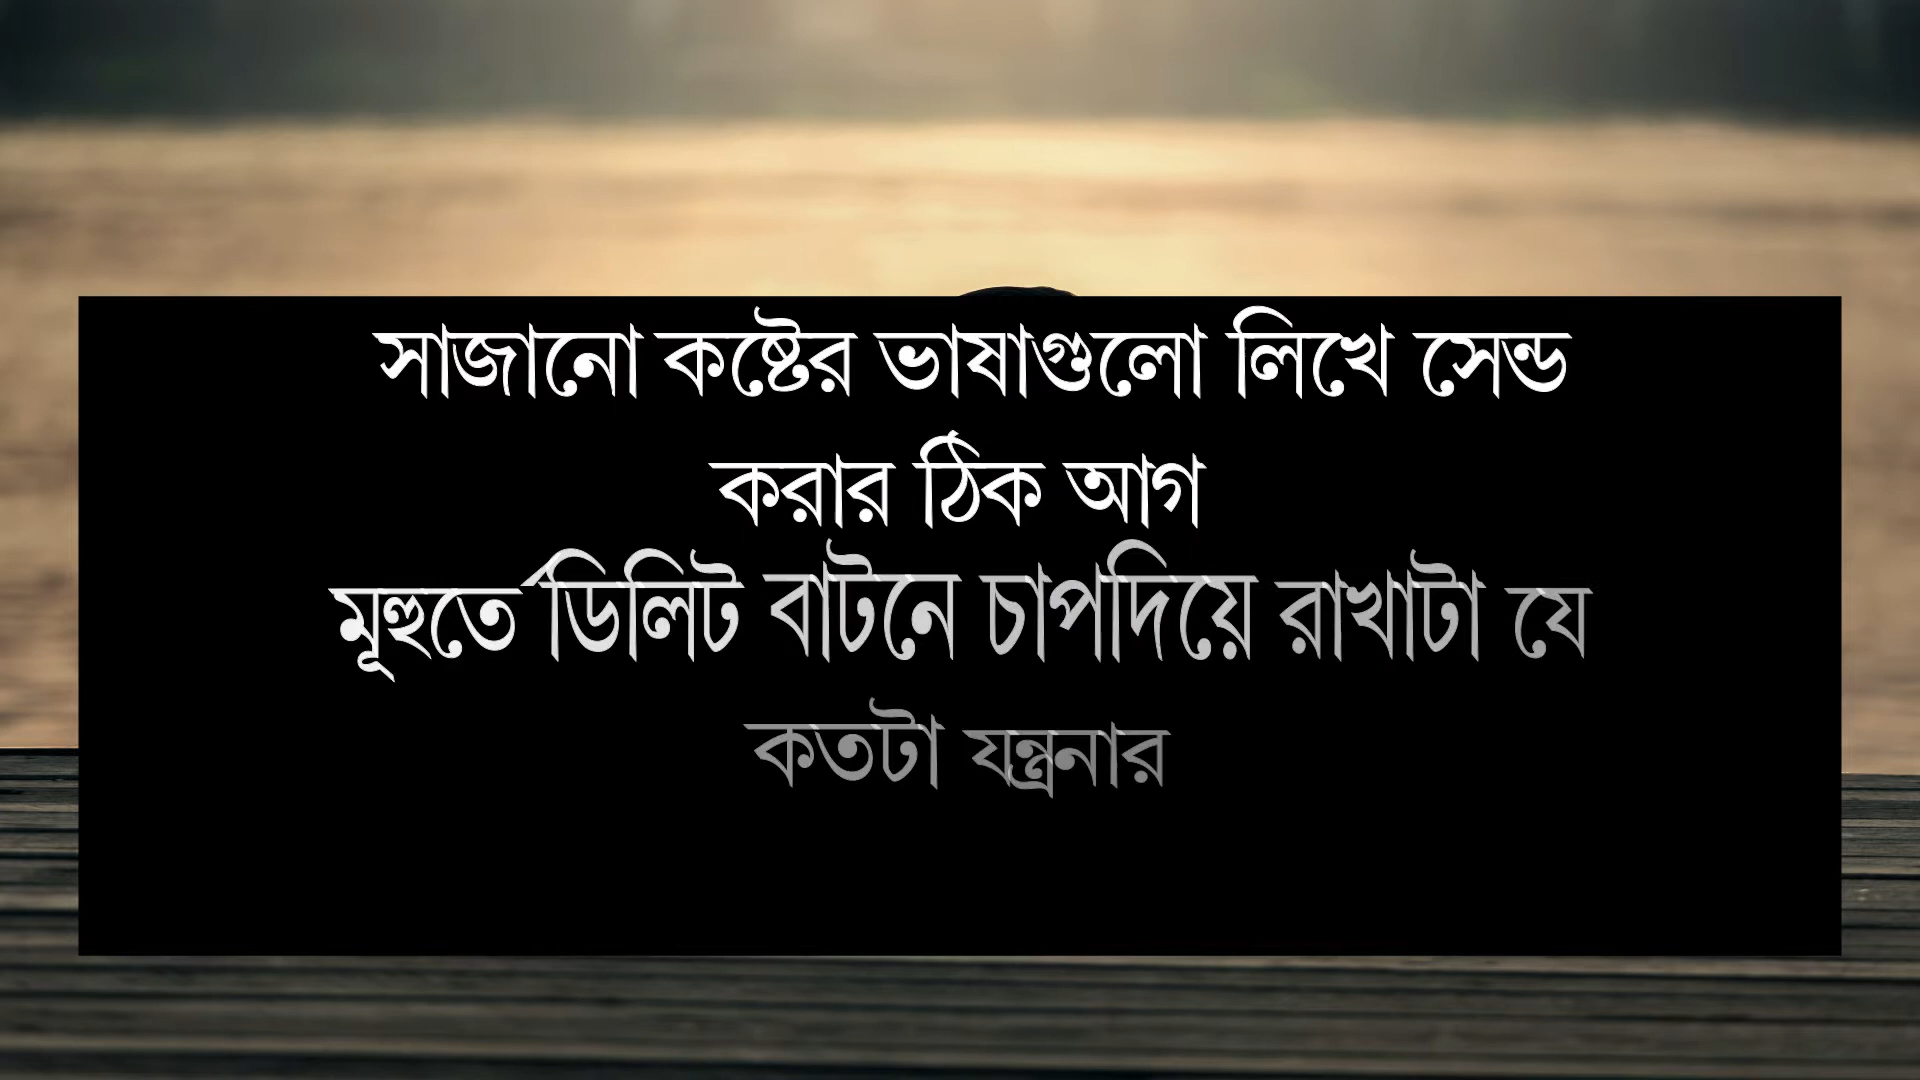 সাজানো কষ্টের ভাষাগুলো লিখে সেন্ড
করার ঠিক আগ
মূহুর্তে ডিলিট বাটনে চাপদিয়ে রাখাটা যে
কতটা যন্ত্রনার